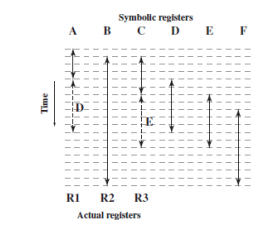 Symbolic registers
A B C D E F
Time
D
E
R1 R2 R3
Actual registers